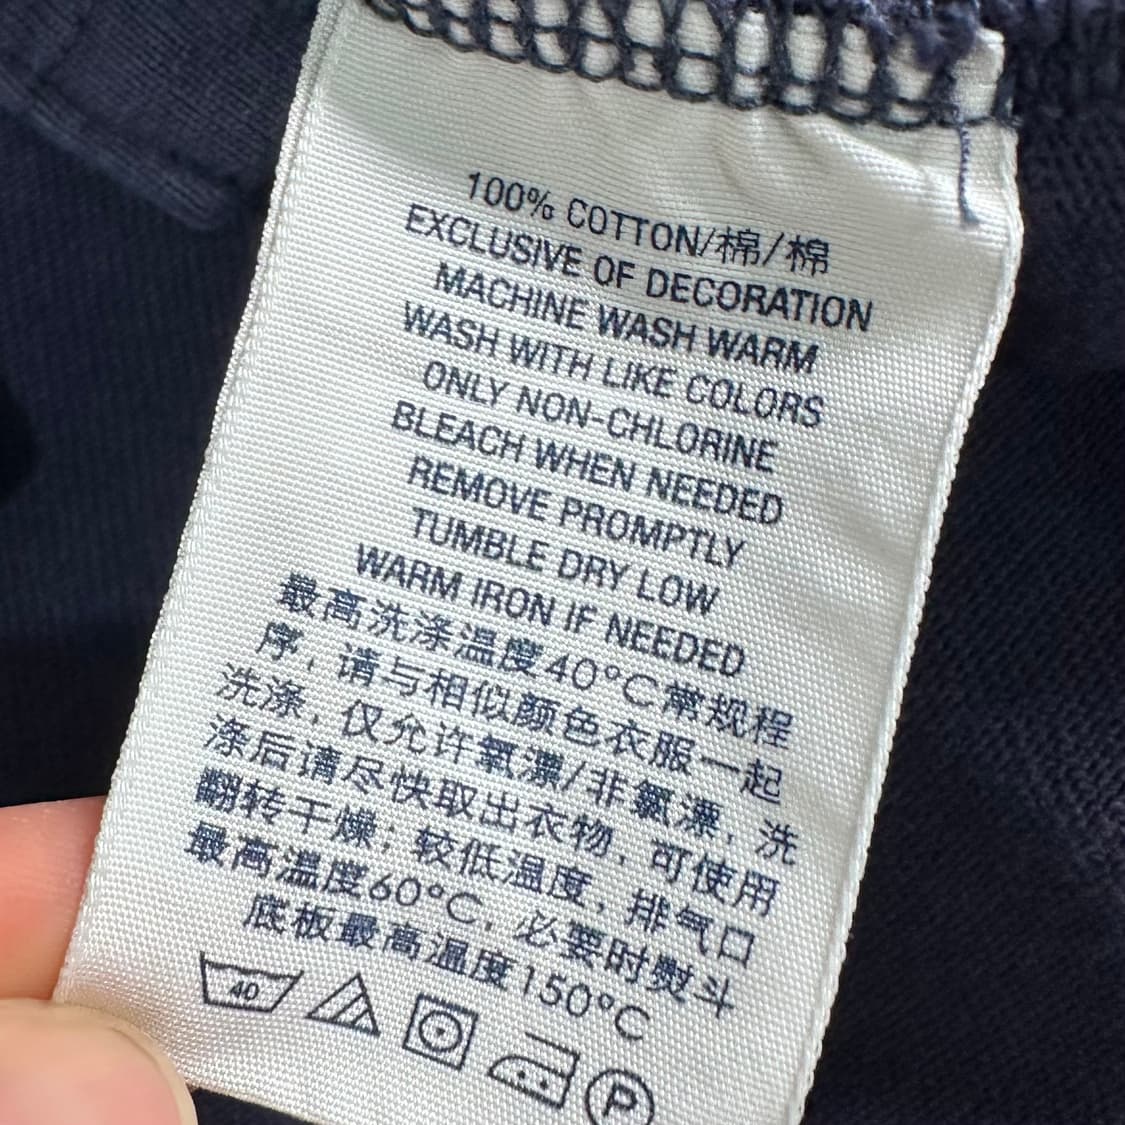 100% COTTON/棉/棉
EXCLUSIVE OF DECORATION
MACHINE WASH WARM
WASH WITH LIKE COLORS
ONLY NON-CHLORINE
BLEACH WHEN NEEDED
REMOVE PROMPTLY
TUMBLE DRY LOW
WARM IRON IF NEEDED
最高洗涤温度40°C常规程
序，请与相似颜色衣服一起
洗涤，仅允许氧漂/非氯漂，洗
涤后请尽快取出衣物，可使用
翻转干燥；较低温度，排气口
最高温度60°C，必要时熨斗
底板最高温度150°C
40
P